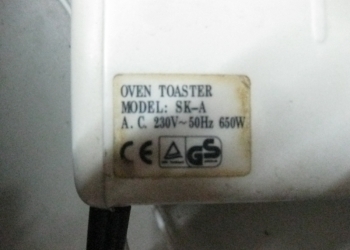 OVEN TOASTER
MODEL: SK-A
A. C. 230V~50Hz 650W
CE GS